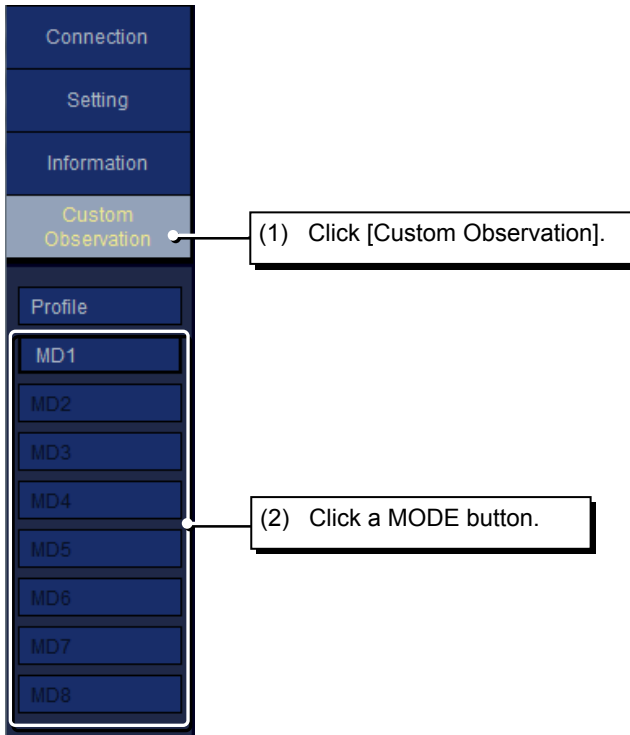 Connection
Setting
Information
Custom
Observation
(1) Click [Custom Observation].
Profile
MD1
MD2
MD3
MD4
(2) Click a MODE button.
MD5
MD6
MD7
MD8